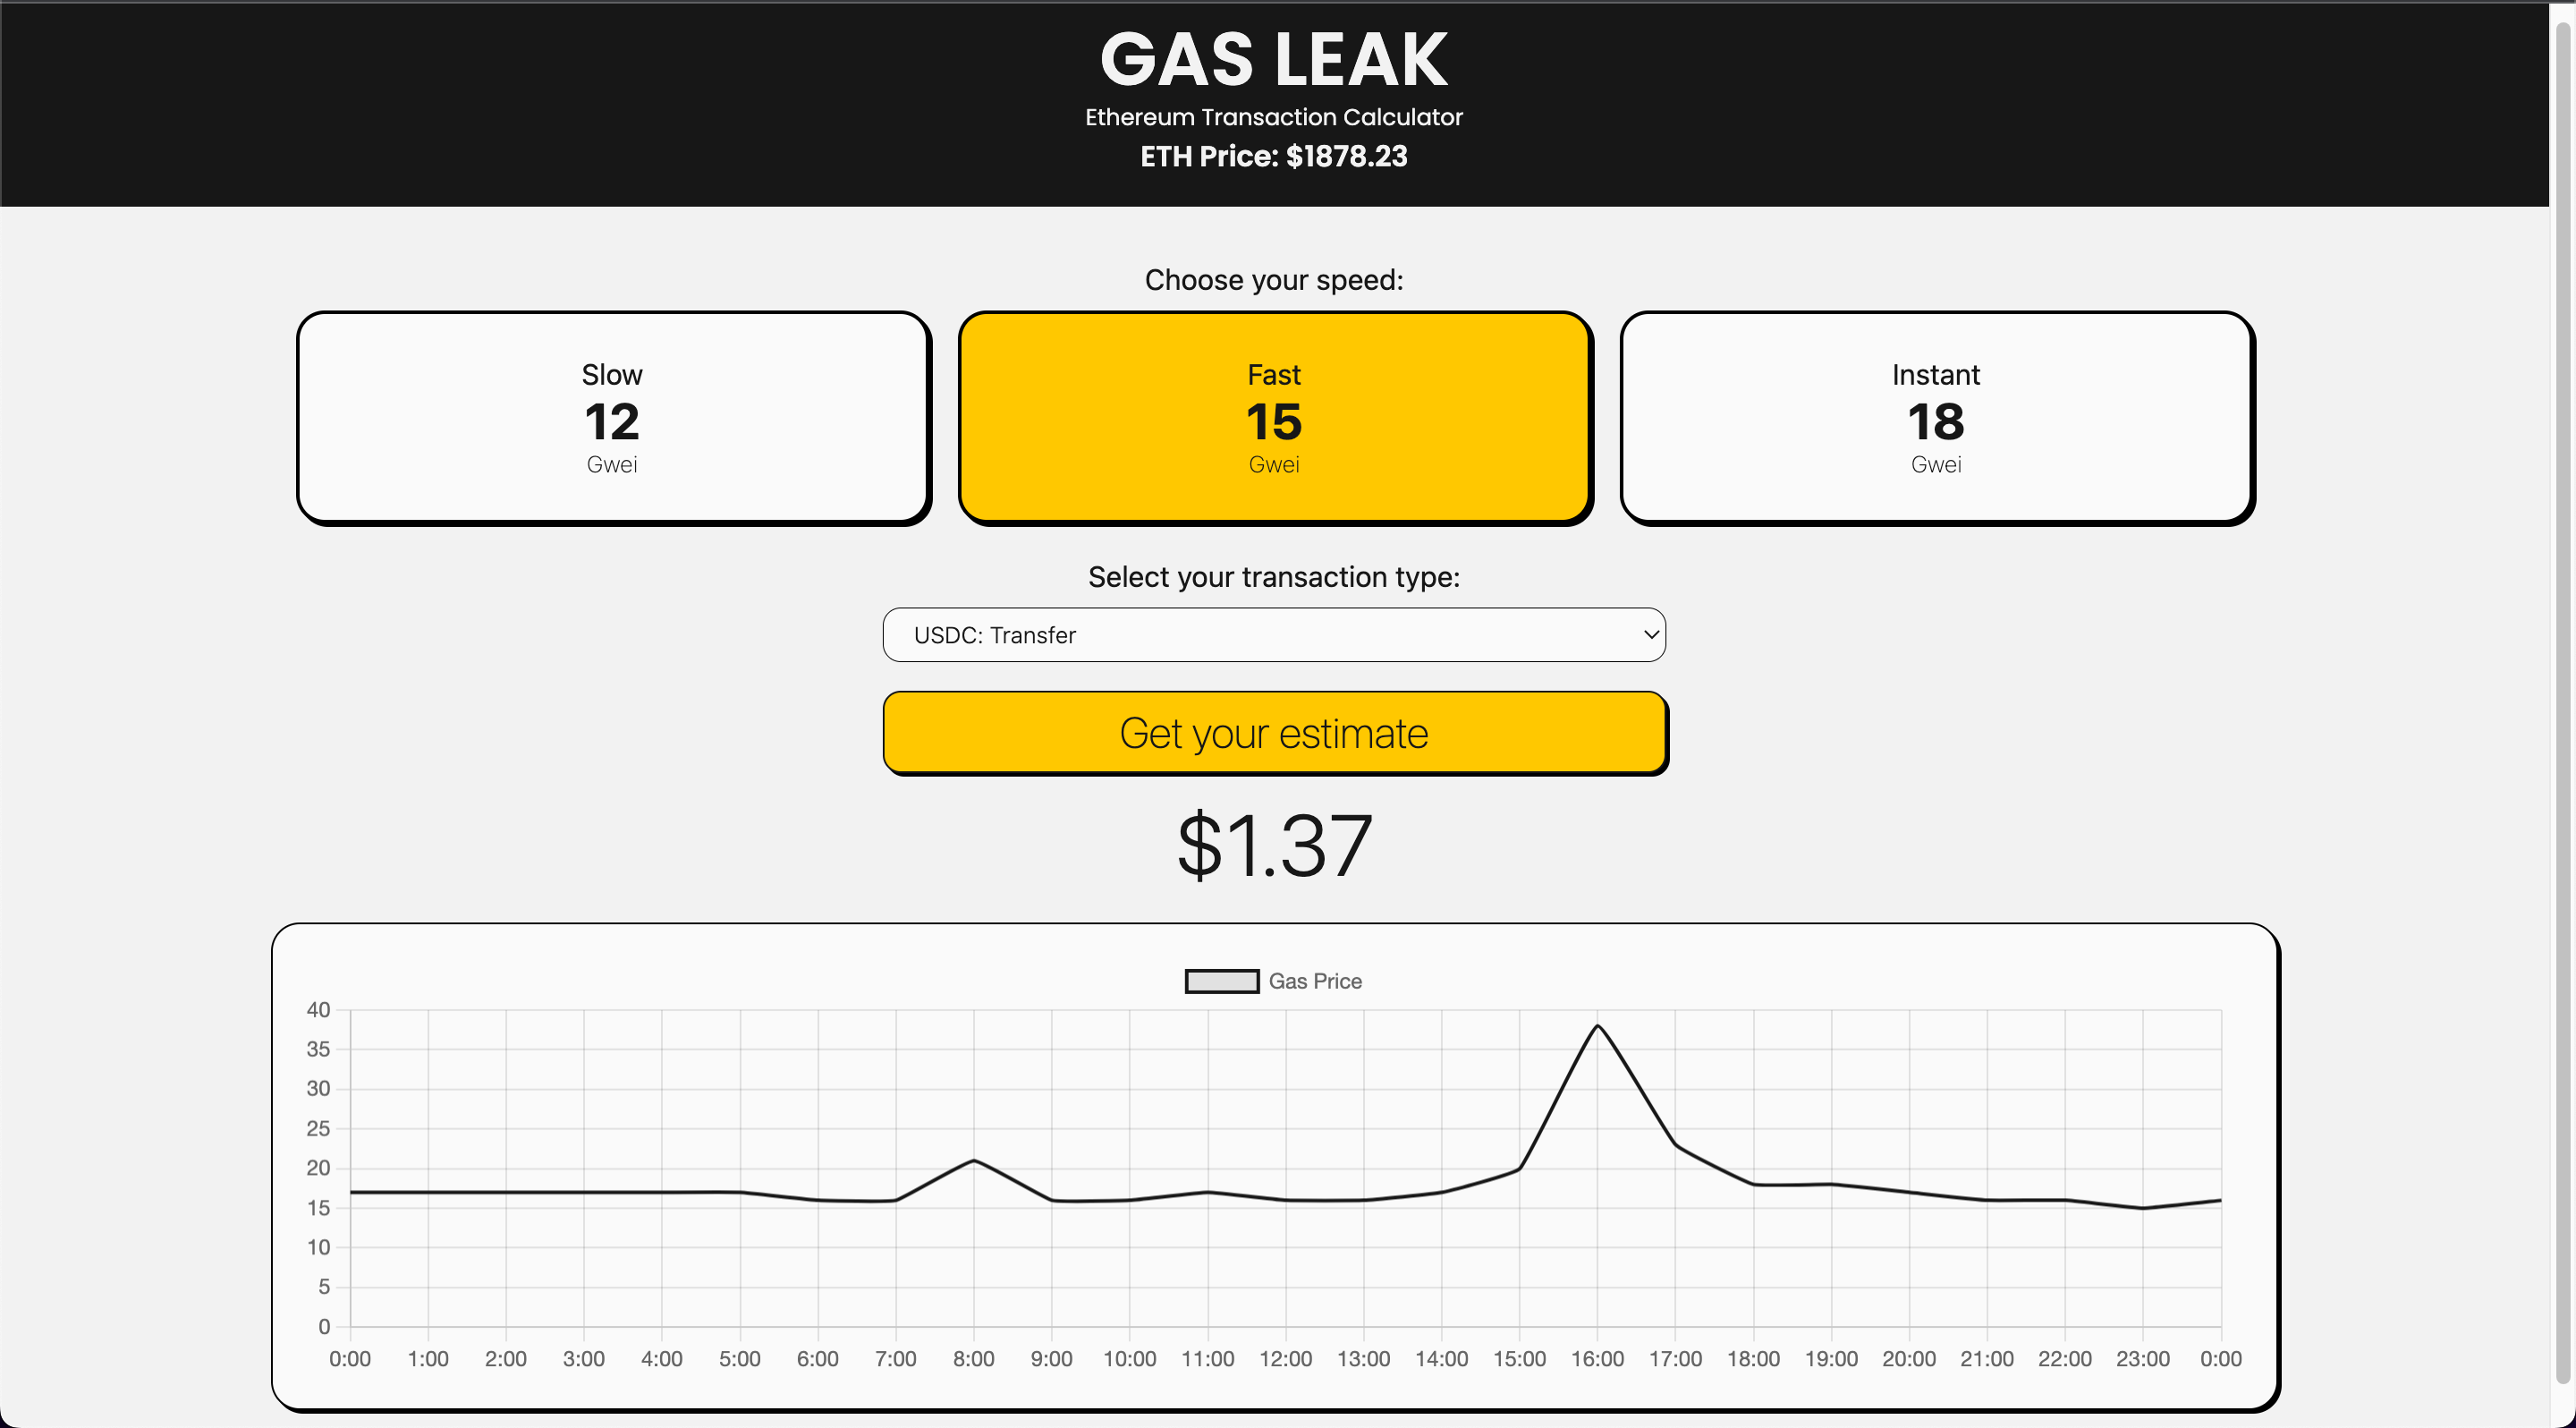 GAS LEAK
Ethereum Transaction Calculator
ETH Price: $1878.23
Choose your speed:
Slow
12
Gwei
Fast
15
Gwei
Instant
18
Gwei
Select your transaction type:
USDC: Transfer
Get your estimate
$1.37
Gas Price
40
35
30
25
20
15
10
5
0
0:00 1:00 2:00 3:00 4:00 5:00 6:00 7:00 8:00 9:00 10:00 11:00 12:00 13:00 14:00 15:00 16:00 17:00 18:00 19:00 20:00 21:00 22:00 23:00 0:00